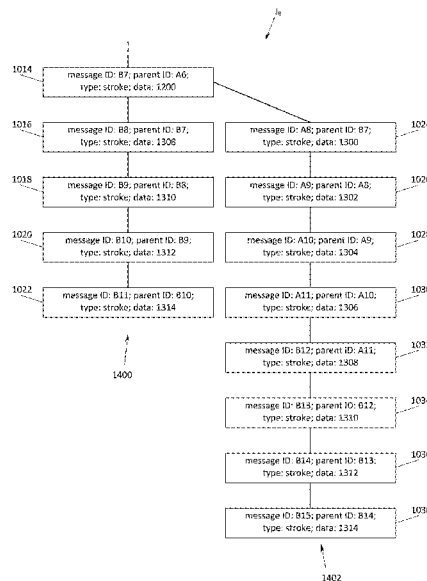 1014
message ID: B7; parent ID: A6;
type: stroke; data: 1200
1016
message ID: B8; parent ID: B7;
type: stroke; data: 1308
message ID: A8; parent ID: B7;
type: stroke; data: 1300
1018
message ID: B9; parent ID: B8;
type: stroke; data: 1310
message ID: A9; parent ID: A8;
type: stroke; data: 1302
1020
message ID: B10; parent ID: B9;
type: stroke; data: 1312
message ID: A10; parent ID: A9;
type: stroke; data: 1304
1022
message ID: B11; parent ID: B10;
type: stroke; data: 1314
message ID: A11; parent ID: A10;
type: stroke; data: 1306
message ID: B12; parent ID: A11;
type: stroke; data: 1308
1400
message ID: B13; parent ID: B12;
type: stroke; data: 1310
message ID: B14; parent ID: B13;
type: stroke; data: 1312
message ID: B15; parent ID: B14;
type: stroke; data: 1314
1402